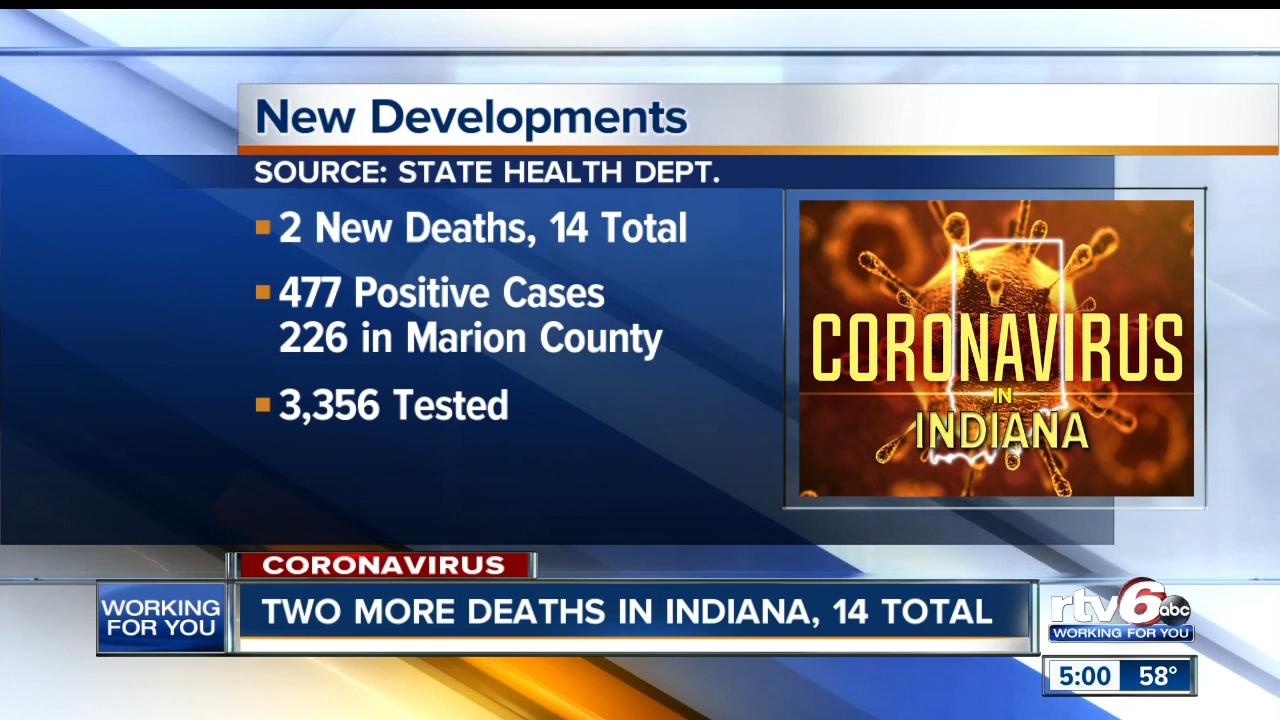 New Developments
SOURCE: STATE HEALTH DEPT.
2 New Deaths, 14 Total
477 Positive Cases
226 in Marion County
3,356 Tested
CORONAVIRUS
IN
INDIANA
CORONAVIRUS
WORKING
FOR YOU
TWO MORE DEATHS IN INDIANA, 14 TOTAL
rtv6 abc
WORKING FOR YOU
5:00 58°